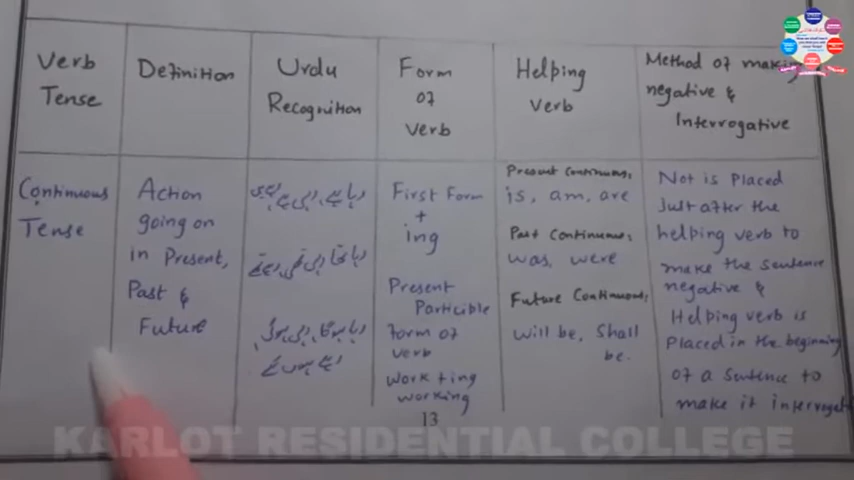 Verb
Tense
Definition
Urdu
Recognition
Form
of
verb
Helping
verb
Method of making
negative &
Interrogative
Continuous
Tense
Action
going on
in Present,
Past &
Future
رہا ہے، رہی ہے، رہے ہیں
رہا تھا، رہی تھی، رہے تھے
رہا ہوگا، رہی ہوگی،
رہے ہوں گے
First Form
+
ing
Present
Participle
form of
verb
work + ing
working
Present Continuous:
is, am, are
Past Continuous:
was, were
Future Continuous:
will be, Shall
be.
Not is Placed
Just after the
helping verb to
make the sentence
negative &
Helping verb is
Placed in the beginning
of a Sentence to
make it interrogat
13
KARLOT RESIDENTIAL COLLEGE